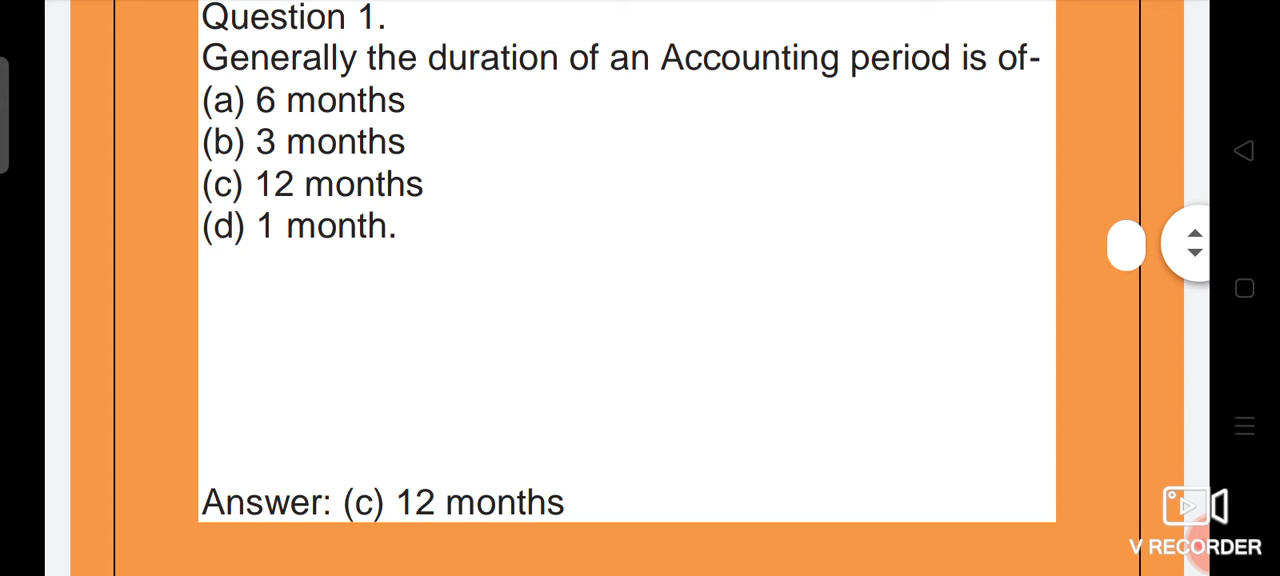 Question 1.
Generally the duration of an Accounting period is of-
(a) 6 months
(b) 3 months
(c) 12 months
(d) 1 month.
Answer: (c) 12 months
V RECORDER